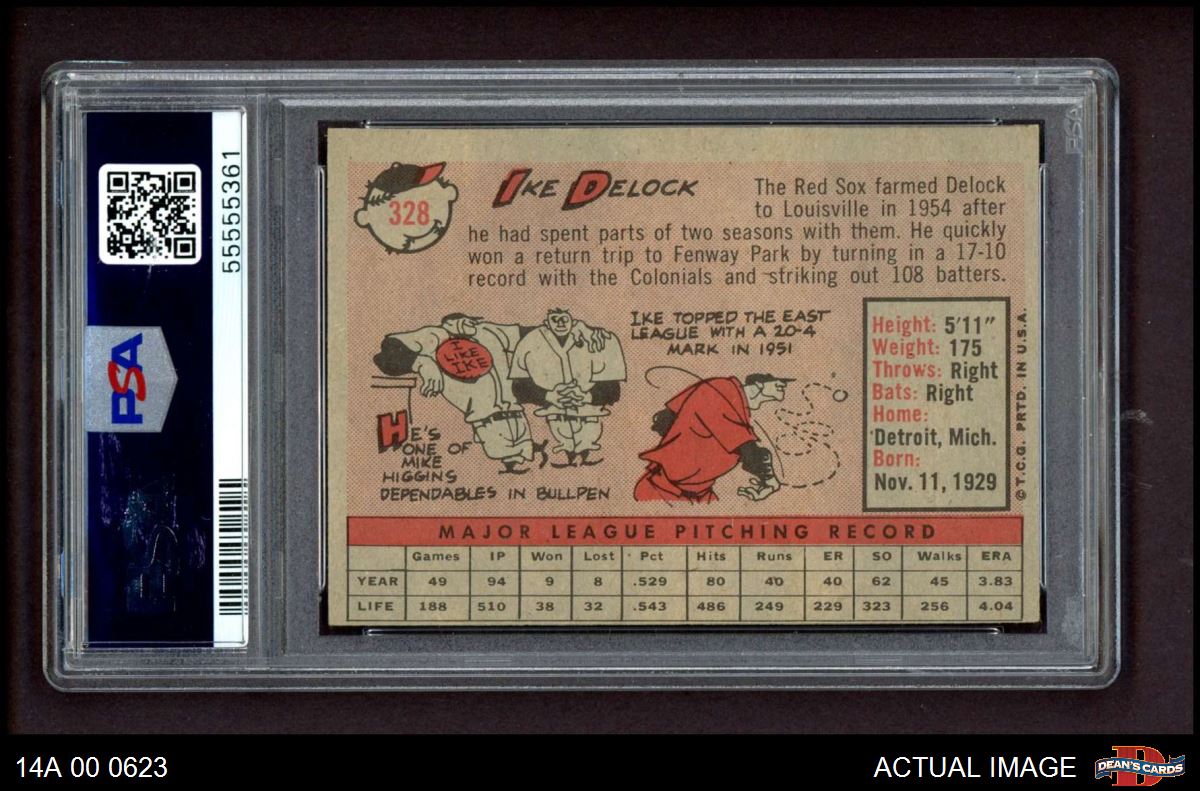 55555361
PSA
PSA
328
IKE DELOCK
The Red Sox farmed Delock
to Louisville in 1954 after
he had spent parts of two seasons with them. He quickly
won a return trip to Fenway Park by turning in a 17-10
record with the Colonials and striking out 108 batters.
I
LIKE
IKE
HE'S
ONE OF
MIKE
HIGGINS
DEPENDABLES IN BULLPEN
IKE TOPPED THE EAST
LEAGUE WITH A 20-4
MARK IN 1951
Height: 5'11"
Weight: 175
Throws: Right
Bats: Right
Home:
Detroit, Mich.
Born:
Nov. 11, 1929
©T.C.G. PRTD. IN U.S.A.
MAJOR LEAGUE PITCHING RECORD
Games IP Won Lost Pct Hits Runs ER SO Walks ERA
YEAR 49 94 9 8 .529 80 40 40 62 45 3.83
LIFE 188 510 38 32 .543 486 249 229 323 256 4.04
14A 00 0623
ACTUAL IMAGE
DEAN'S CARDS